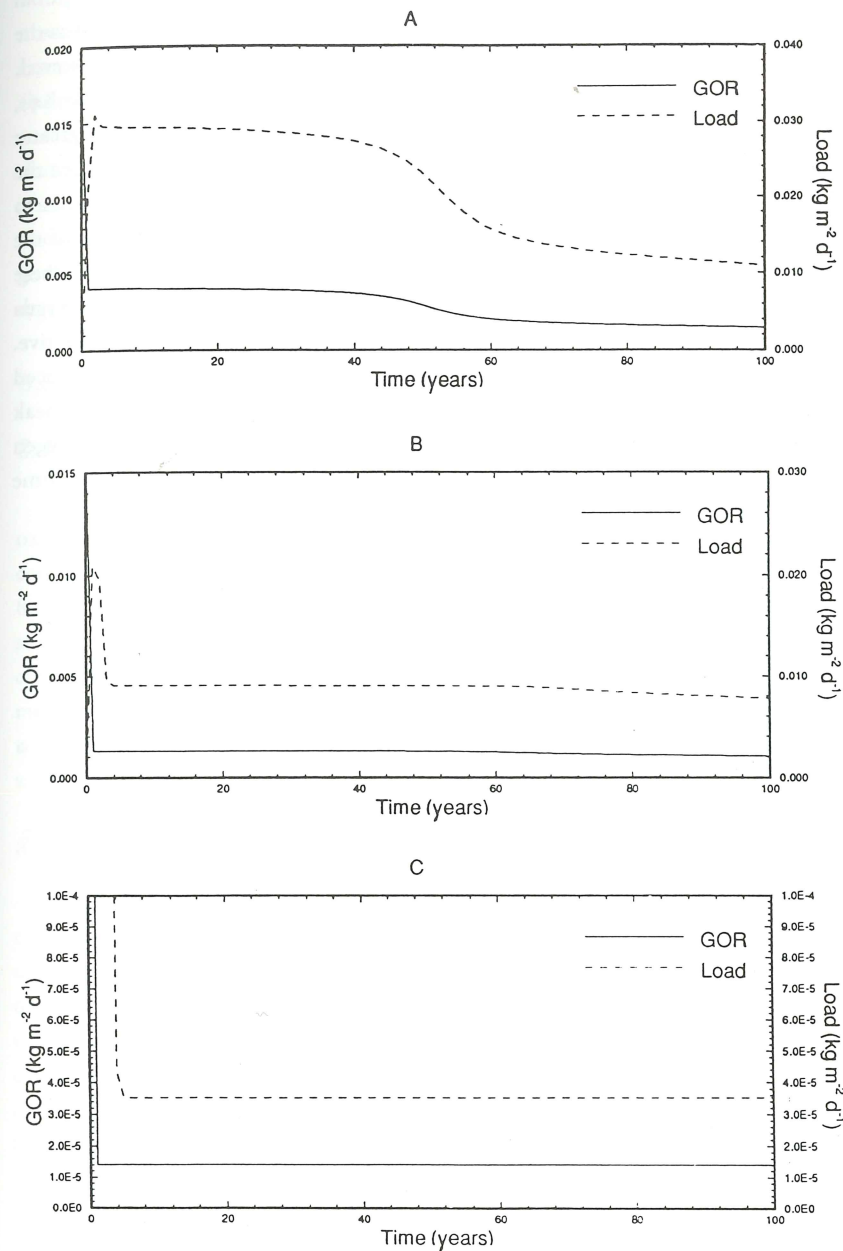 A
0.020
0.015
0.010
0.005
0.000
GOR (kg m⁻² d⁻¹)
0.040
0.030
0.020
0.010
0.000
Load (kg m⁻² d⁻¹)
GOR
Load
0 20 40 60 80 100
Time (years)
B
0.015
0.010
0.005
0.000
GOR (kg m⁻² d⁻¹)
0.030
0.020
0.010
0.000
Load (kg m⁻² d⁻¹)
GOR
Load
0 20 40 60 80 100
Time (years)
C
1.0E-4
9.0E-5
8.0E-5
7.0E-5
6.0E-5
5.0E-5
4.0E-5
3.0E-5
2.0E-5
1.0E-5
0.0E0
GOR (kg m⁻² d⁻¹)
1.0E-4
9.0E-5
8.0E-5
7.0E-5
6.0E-5
5.0E-5
4.0E-5
3.0E-5
2.0E-5
1.0E-5
0.0E0
Load (kg m⁻² d⁻¹)
GOR
Load
0 20 40 60 80 100
Time (years)